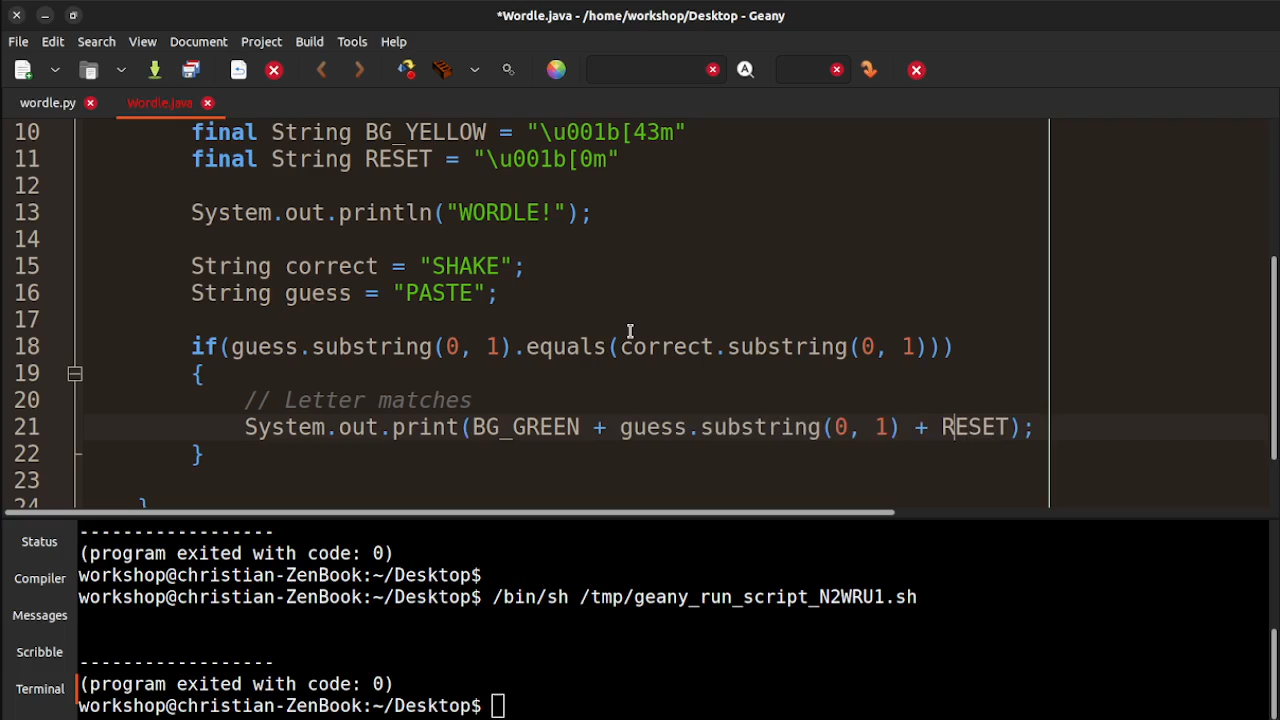 *Wordle.java - /home/workshop/Desktop - Geany
File Edit Search View Document Project Build Tools Help
wordle.py Wordle.java
10 final String BG_YELLOW = "\u001b[43m"
11 final String RESET = "\u001b[0m"
12
13 System.out.println("WORDLE!");
14
15 String correct = "SHAKE";
16 String guess = "PASTE";
17
18 if(guess.substring(0, 1).equals(correct.substring(0, 1)))
19 {
20 // Letter matches
21 System.out.print(BG_GREEN + guess.substring(0, 1) + RESET);
22 }
23
24 }
Status
Compiler
Messages
Scribble
Terminal
------------------
(program exited with code: 0)
workshop@christian-ZenBook:~/Desktop$
workshop@christian-ZenBook:~/Desktop$ /bin/sh /tmp/geany_run_script_N2WRU1.sh
------------------
(program exited with code: 0)
workshop@christian-ZenBook:~/Desktop$